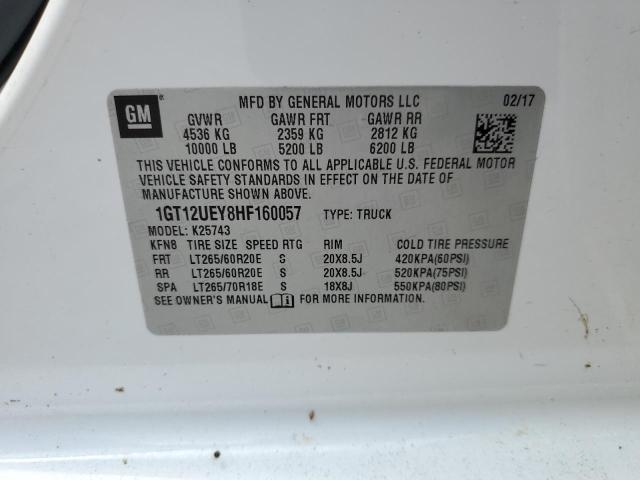 MFD BY GENERAL MOTORS LLC 02/17
GM
GVWR GAWR FRT GAWR RR
4536 KG 2359 KG 2812 KG
10000 LB 5200 LB 6200 LB
THIS VEHICLE CONFORMS TO ALL APPLICABLE U.S. FEDERAL MOTOR
VEHICLE SAFETY STANDARDS IN EFFECT ON THE DATE OF
MANUFACTURE SHOWN ABOVE.
1GT12UEY8HF160057 TYPE: TRUCK
MODEL: K25743
KFN8 TIRE SIZE SPEED RTG RIM COLD TIRE PRESSURE
FRT LT265/60R20E S 20X8.5J 420KPA(60PSI)
RR LT265/60R20E S 20X8.5J 520KPA(75PSI)
SPA LT265/70R18E S 18X8J 550KPA(80PSI)
SEE OWNER'S MANUAL FOR MORE INFORMATION.